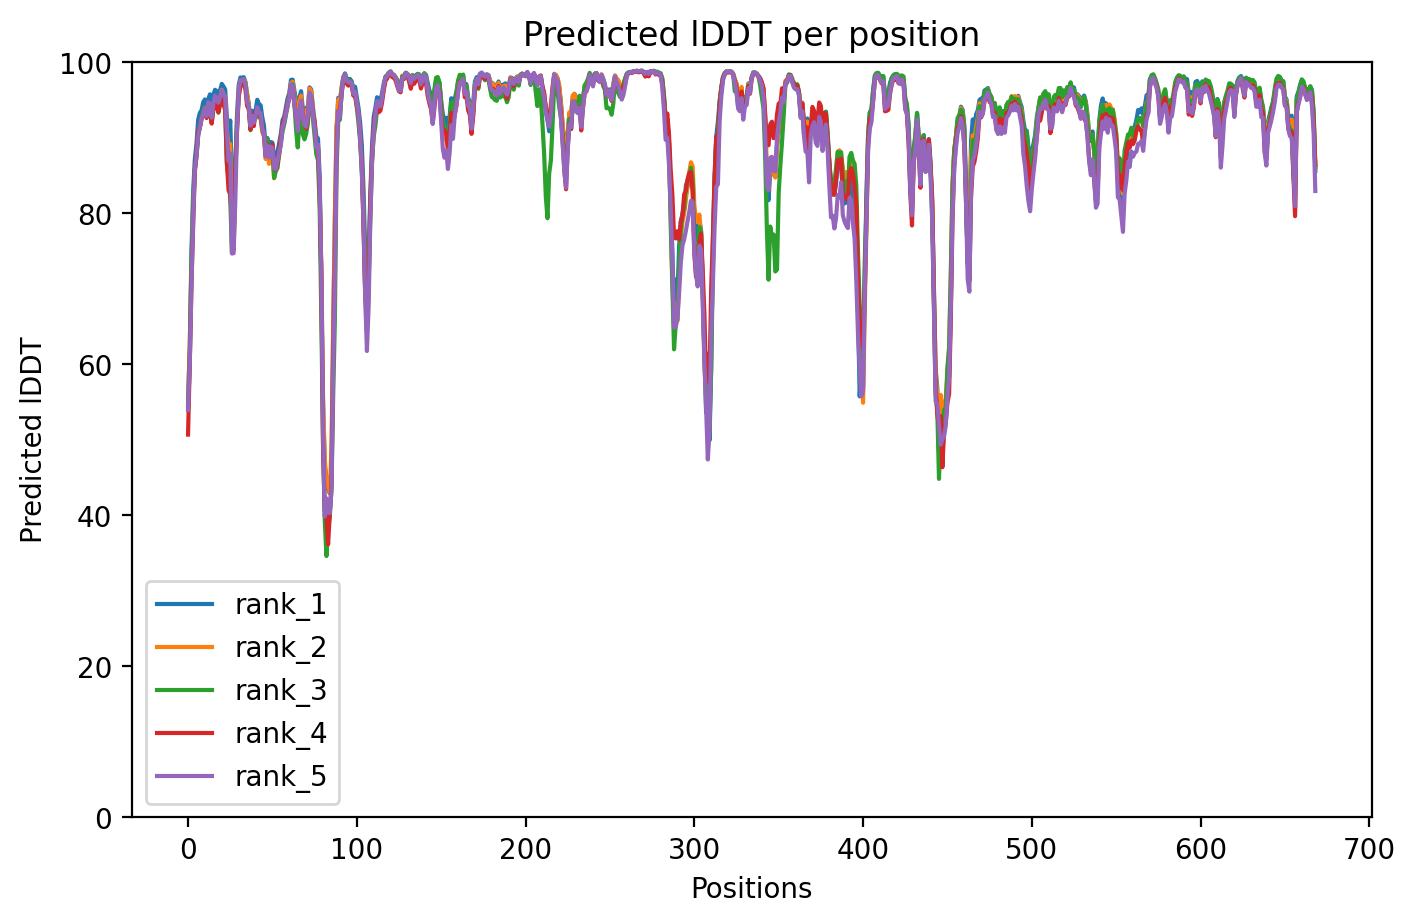 Predicted lDDT per position
100
80
60
40
20
0
Predicted lDDT
rank_1
rank_2
rank_3
rank_4
rank_5
0 100 200 300 400 500 600 700
Positions